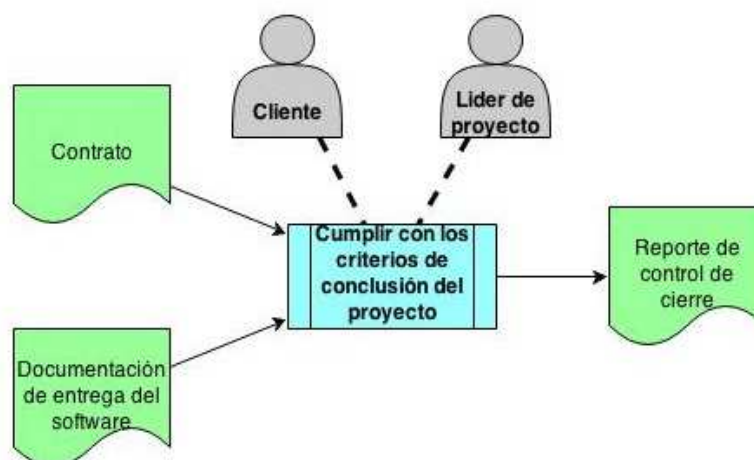 Cliente
Lider de
proyecto
Contrato
Cumplir con los
criterios de
conclusión del
proyecto
Reporte de
control de
cierre
Documentación
de entrega del
software